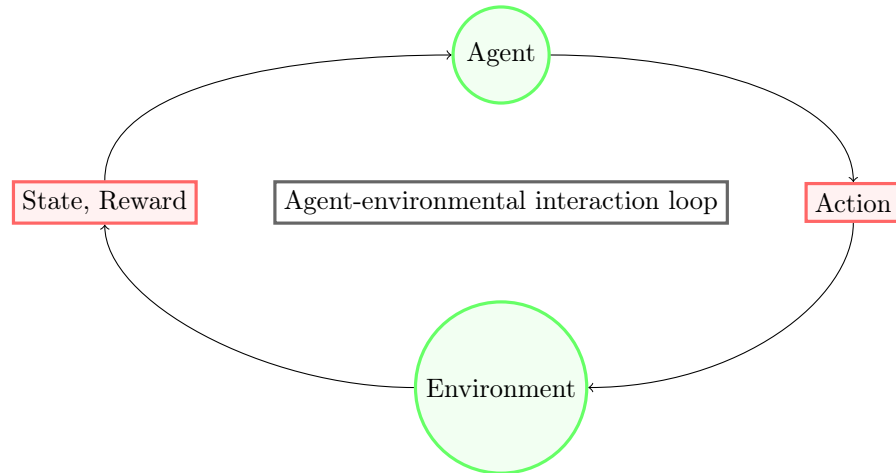 Agent
State, Reward
Agent-environmental interaction loop
Action
Environment